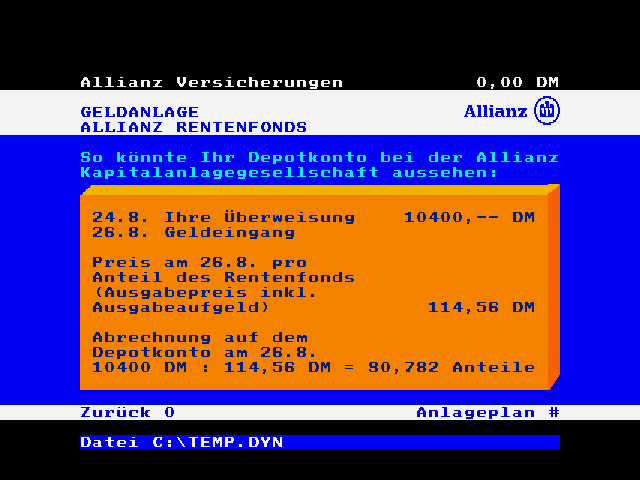 Allianz Versicherungen 0,00 DM
GELDANLAGE Allianz
ALLIANZ RENTENFONDS
So könnte Ihr Depotkonto bei der Allianz
Kapitalanlagegesellschaft aussehen:
24.8. Ihre Überweisung 10400,-- DM
26.8. Geldeingang
Preis am 26.8. pro
Anteil des Rentenfonds
(Ausgabepreis inkl.
Ausgabeaufgeld) 114,56 DM
Abrechnung auf dem
Depotkonto am 26.8.
10400 DM : 114,56 DM = 90,782 Anteile
Zurück 0 Anlageplan #
Datei C:\TEMP.DYN